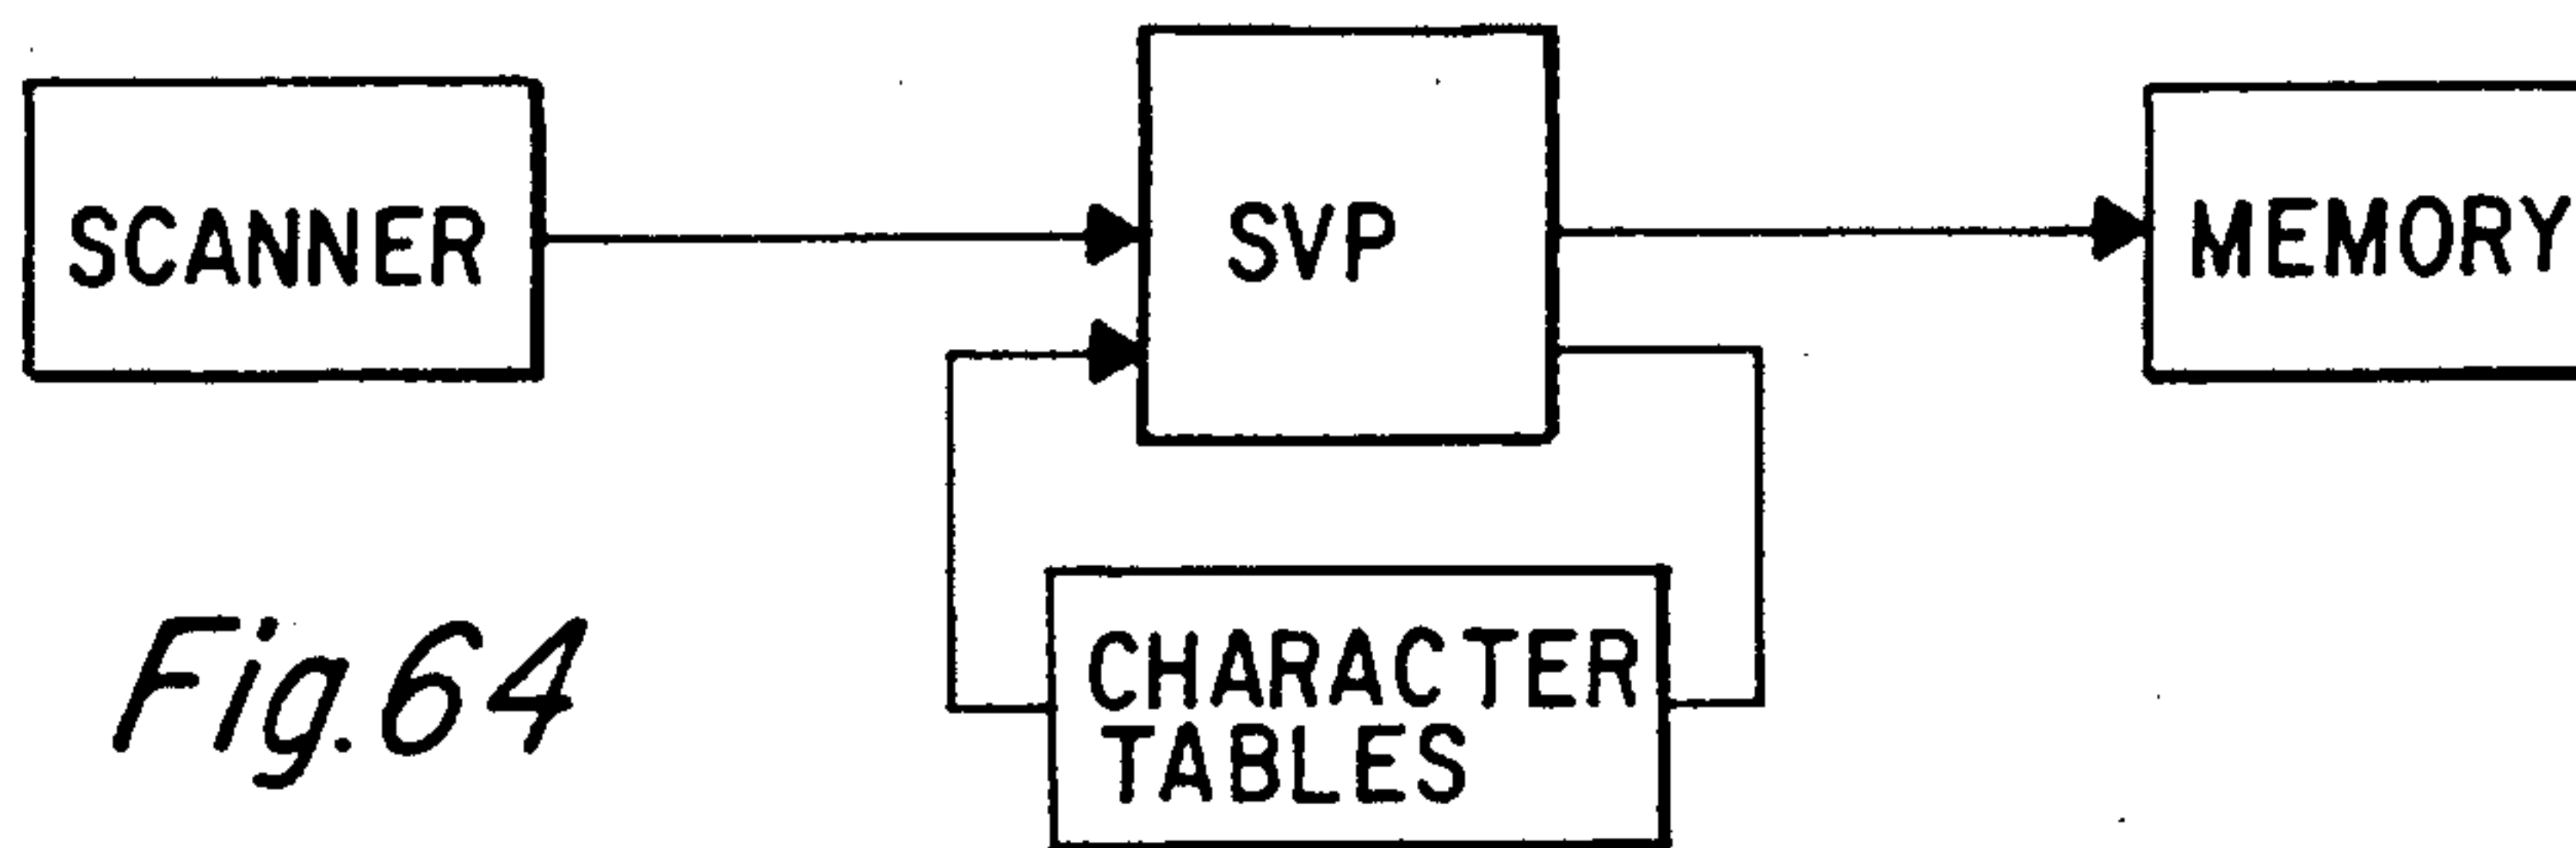 SCANNER
SVP
MEMORY
CHARACTER
TABLES
Fig.64